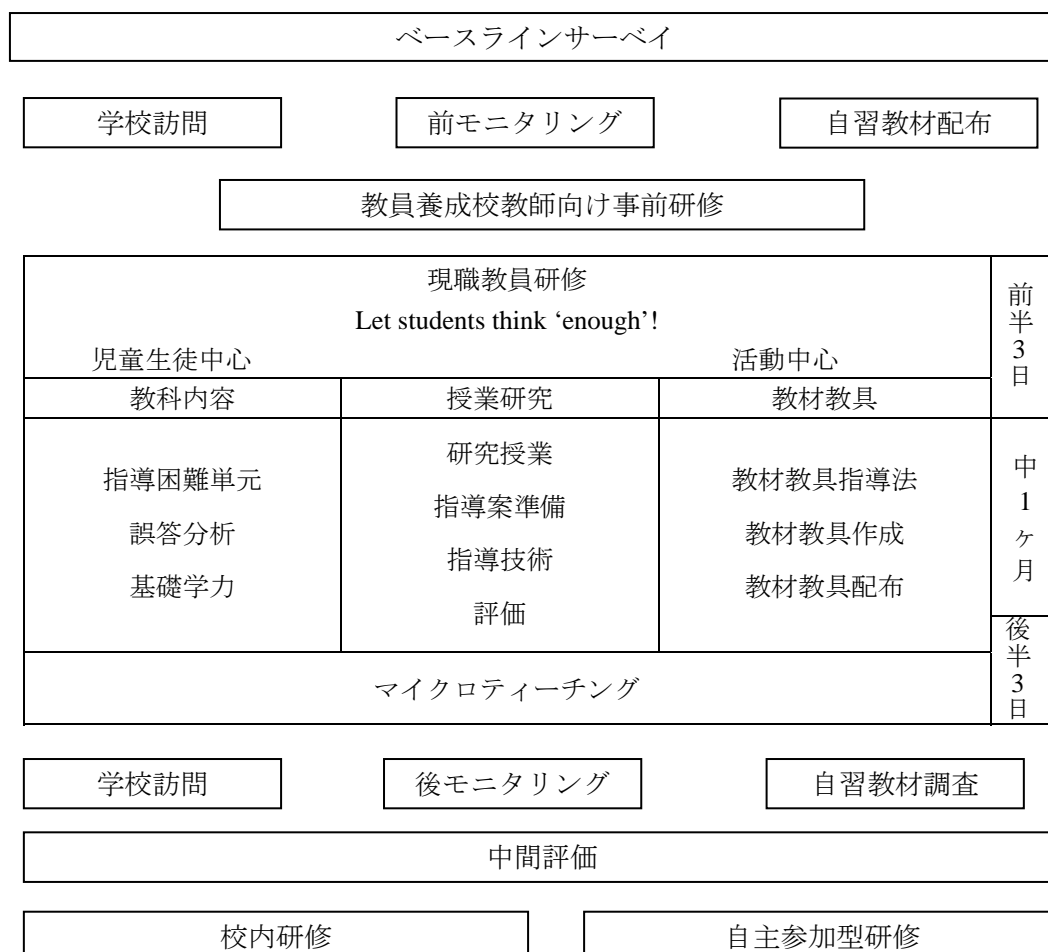 ベースラインサーベイ
学校訪問
前モニタリング
自習教材配布
教員養成校教師向け事前研修
現職教員研修
Let students think ‘enough’!
児童生徒中心
活動中心
前半3日
教科内容
授業研究
教材教具
指導困難単元
誤答分析
基礎学力
研究授業
指導案準備
指導技術
評価
教材教具指導法
教材教具作成
教材教具配布
中1ヶ月
マイクロティーチング
後半3日
学校訪問
後モニタリング
自習教材調査
中間評価
校内研修
自主参加型研修